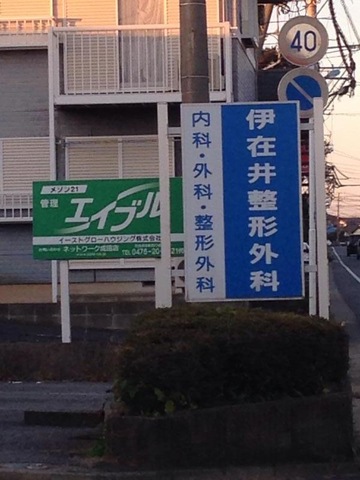 40
伊在井整形外科
内科・外科・整形外科
メゾン21
管理
エイブル
イーストグローハウジング株式会社
ネットワーク成田店
TEL 0476-20-